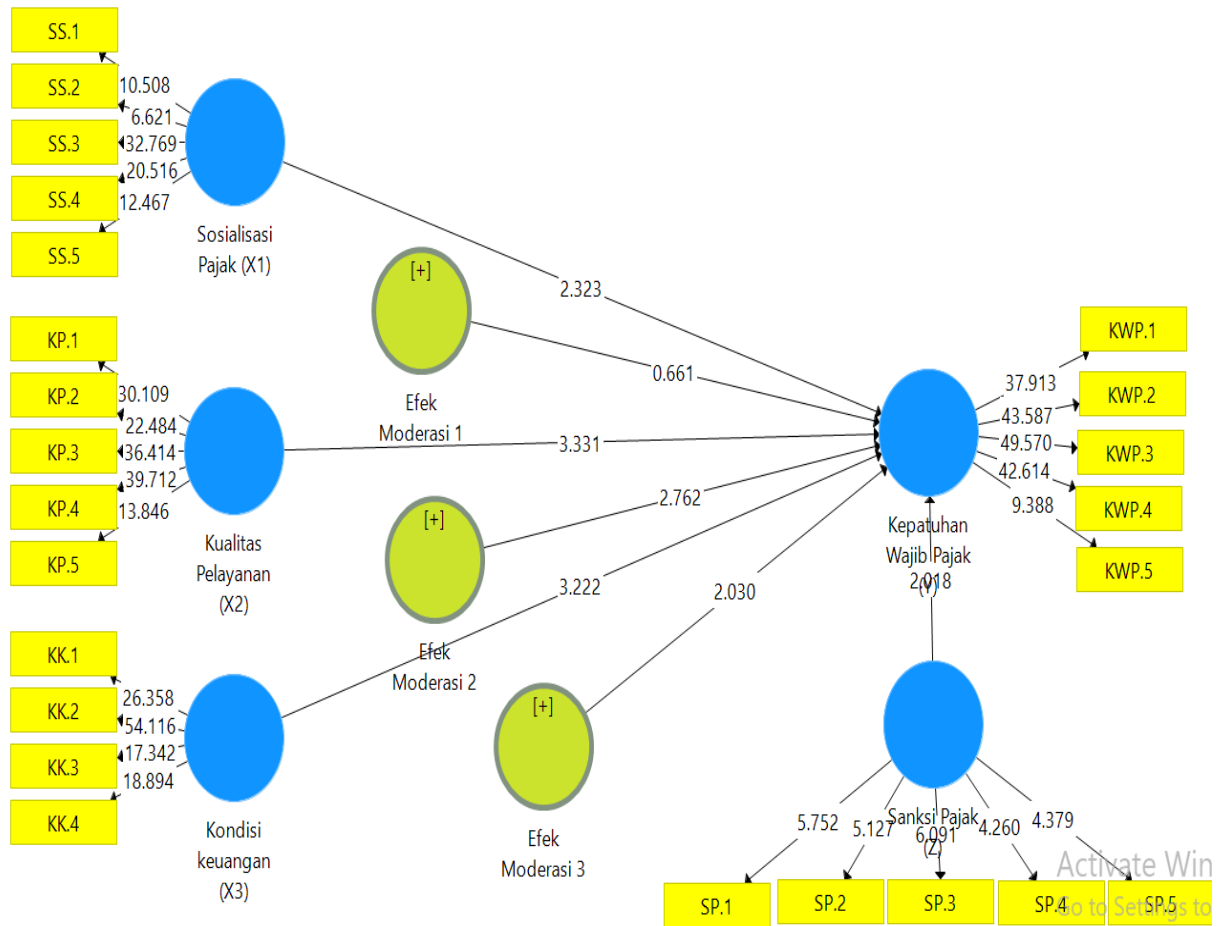 SS.1
SS.2
SS.3
SS.4
SS.5
10.508
6.621
32.769
20.516
12.467
Sosialisasi
Pajak (X1)
KP.1
KP.2
KP.3
KP.4
KP.5
30.109
22.484
36.414
39.712
13.846
Kualitas
Pelayanan
(X2)
KK.1
KK.2
KK.3
KK.4
26.358
54.116
17.342
18.894
Kondisi
keuangan
(X3)
[+]
Efek
Moderasi 1
[+]
Efek
Moderasi 2
[+]
Efek
Moderasi 3
2.323
0.661
3.331
2.762
3.222
2.030
Kepatuhan
Wajib Pajak
(Y)
2.018
37.913
43.587
49.570
42.614
9.388
KWP.1
KWP.2
KWP.3
KWP.4
KWP.5
Sanksi Pajak
(Z)
5.752
5.127
6.091
4.260
4.379
SP.1
SP.2
SP.3
SP.4
SP.5
Activate Win
Go to Settings to